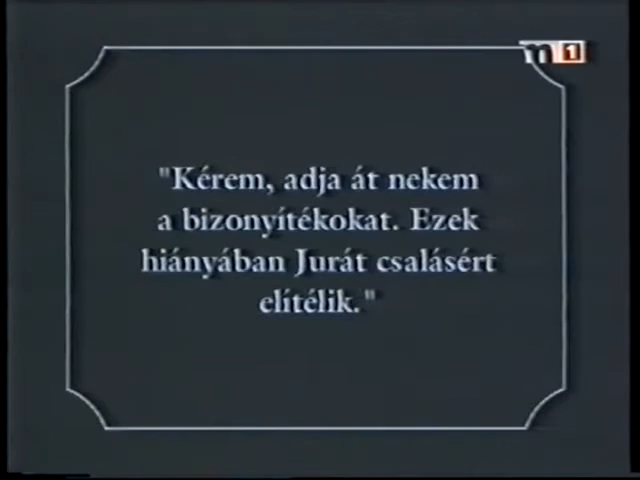 m1
"Kérem, adja át nekem
a bizonyítékokat. Ezek
hiányában Jurát csalásért
elítélik."